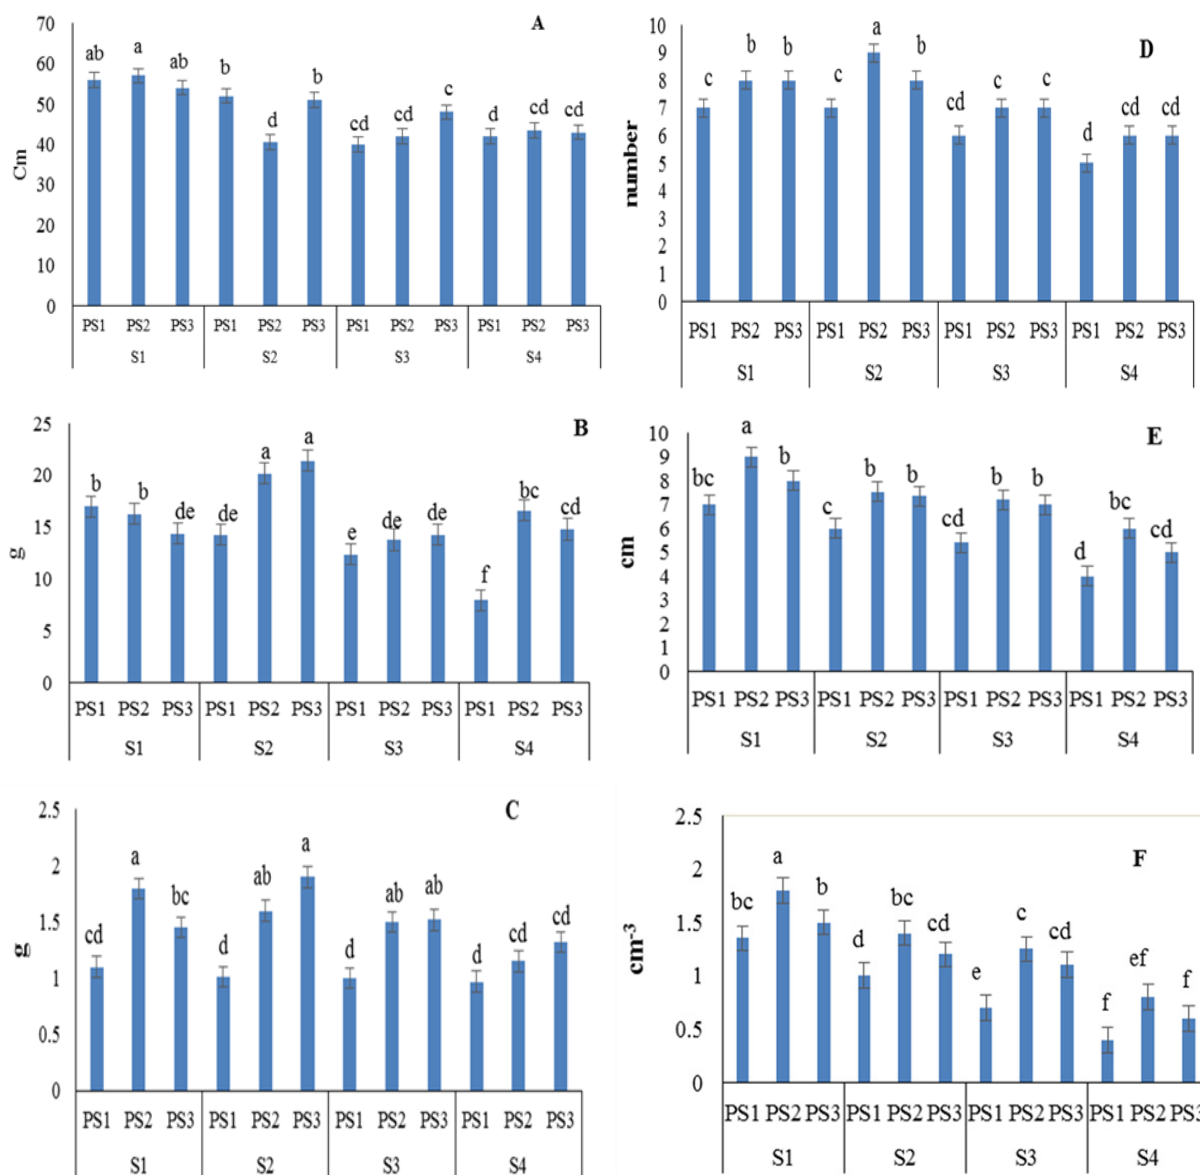 A
Cm
70
60
50
40
30
20
10
0
ab a ab b d b cd cd c d cd cd
PS1 PS2 PS3 PS1 PS2 PS3 PS1 PS2 PS3 PS1 PS2 PS3
S1 S2 S3 S4
D
number
10
9
8
7
6
5
4
3
2
1
0
c b b c a b cd c c d cd cd
PS1 PS2 PS3 PS1 PS2 PS3 PS1 PS2 PS3 PS1 PS2 PS3
S1 S2 S3 S4
B
g
25
20
15
10
5
0
b b de de a a e de de f bc cd
PS1 PS2 PS3 PS1 PS2 PS3 PS1 PS2 PS3 PS1 PS2 PS3
S1 S2 S3 S4
E
cm
10
9
8
7
6
5
4
3
2
1
0
bc a b c b b cd b b d bc cd
PS1 PS2 PS3 PS1 PS2 PS3 PS1 PS2 PS3 PS1 PS2 PS3
S1 S2 S3 S4
C
g
2.5
2
1.5
1
0.5
0
cd a bc d ab a d ab ab d cd cd
PS1 PS2 PS3 PS1 PS2 PS3 PS1 PS2 PS3 PS1 PS2 PS3
S1 S2 S3 S4
F
cm⁻³
2.5
2
1.5
1
0.5
0
bc a b d bc cd e c cd f ef f
PS1 PS2 PS3 PS1 PS2 PS3 PS1 PS2 PS3 PS1 PS2 PS3
S1 S2 S3 S4